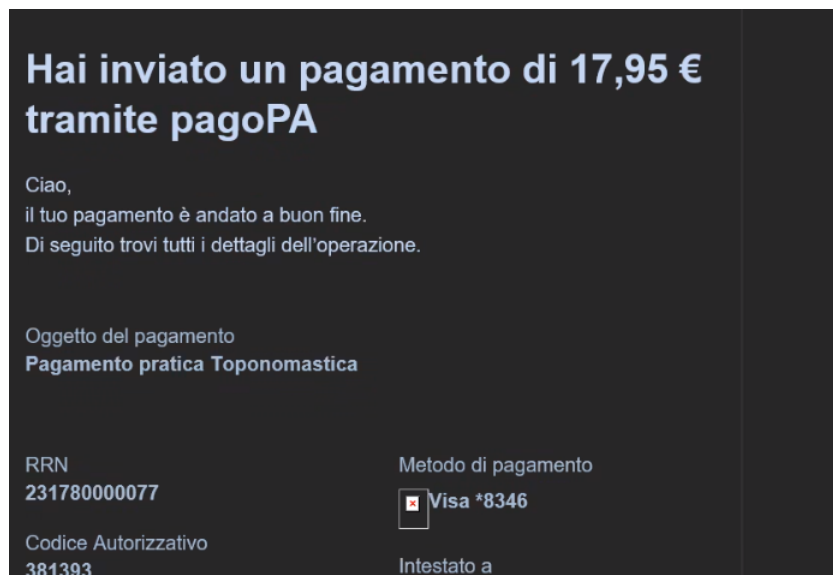 Hai inviato un pagamento di 17,95 €
tramite pagoPA
Ciao,
il tuo pagamento è andato a buon fine.
Di seguito trovi tutti i dettagli dell'operazione.
Oggetto del pagamento
Pagamento pratica Toponomastica
RRN
231780000077
Metodo di pagamento
Visa *8346
Codice Autorizzativo
381393
Intestato a